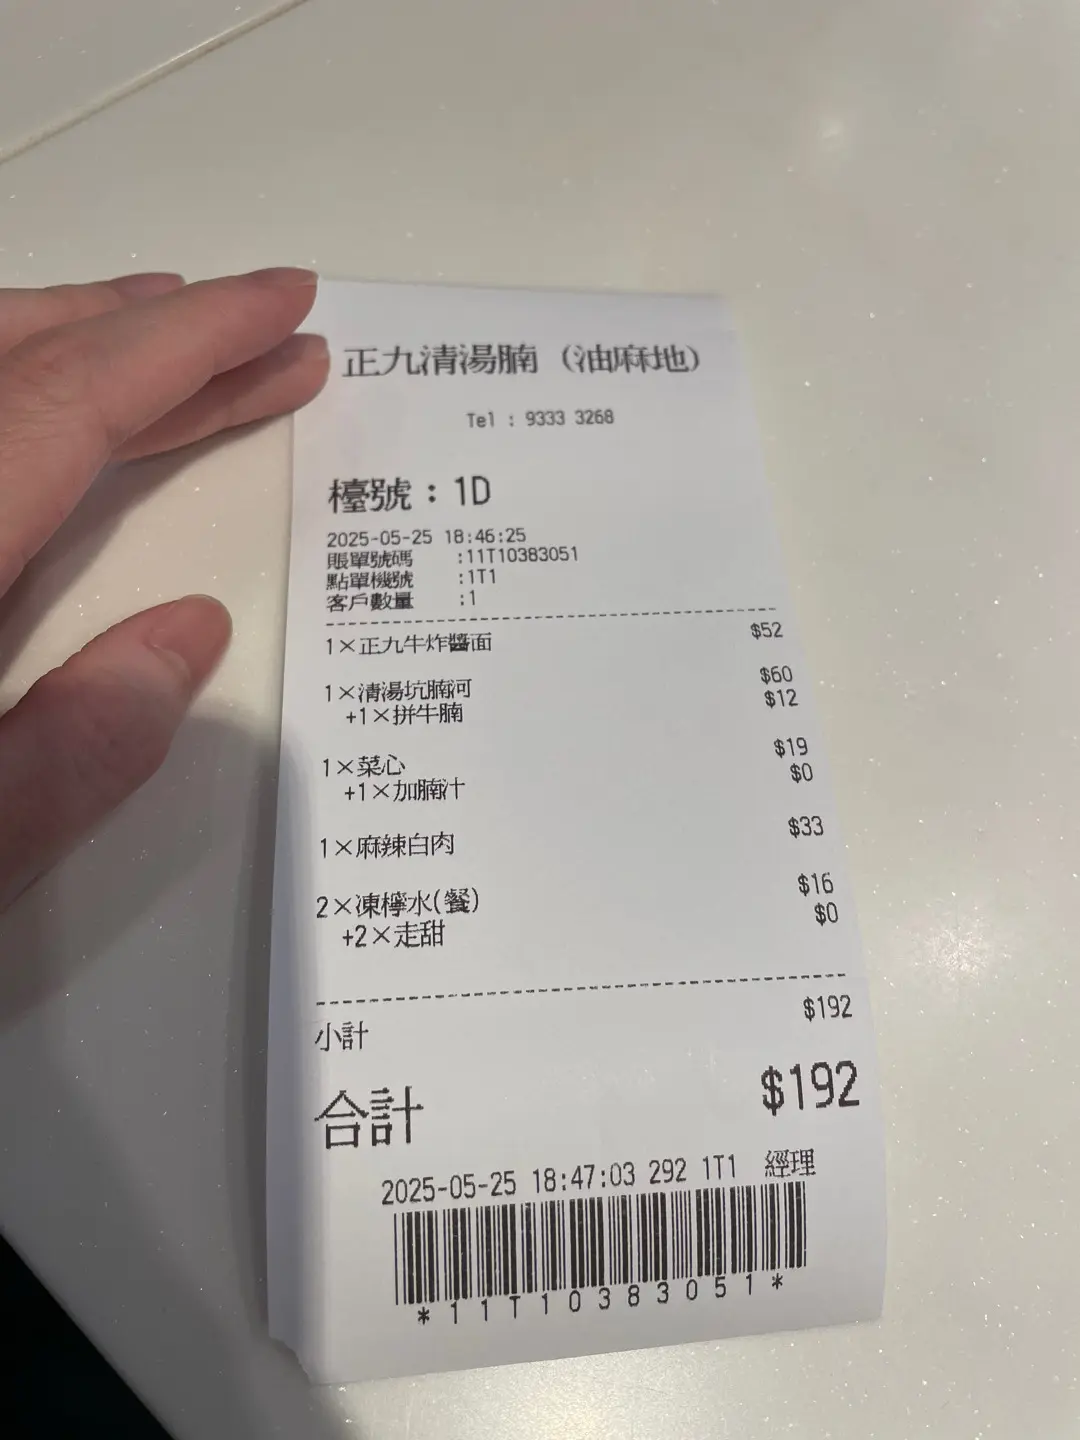 正九清湯腩（油麻地）
Tel : 9333 3268
檯號：1D
2025-05-25 18:46:25
賬單號碼 :11T10383051
點單機號 :1T1
客戶數量 :1
1×正九牛炸醬面 $52
1×清湯坑腩河 $60
+1×拼牛腩 $12
1×菜心 $19
+1×加腩汁 $0
1×麻辣白肉 $33
2×凍檸水(餐) $16
+2×走甜 $0
小計 $192
合計 $192
2025-05-25 18:47:03 292 1T1 經理
*11T10383051*